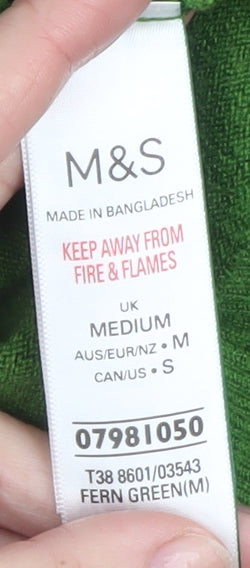 M&S
MADE IN BANGLADESH
KEEP AWAY FROM
FIRE & FLAMES
UK
MEDIUM
AUS/EUR/NZ • M
CAN/US • S
07981050
T38 8601/03543
FERN GREEN(M)